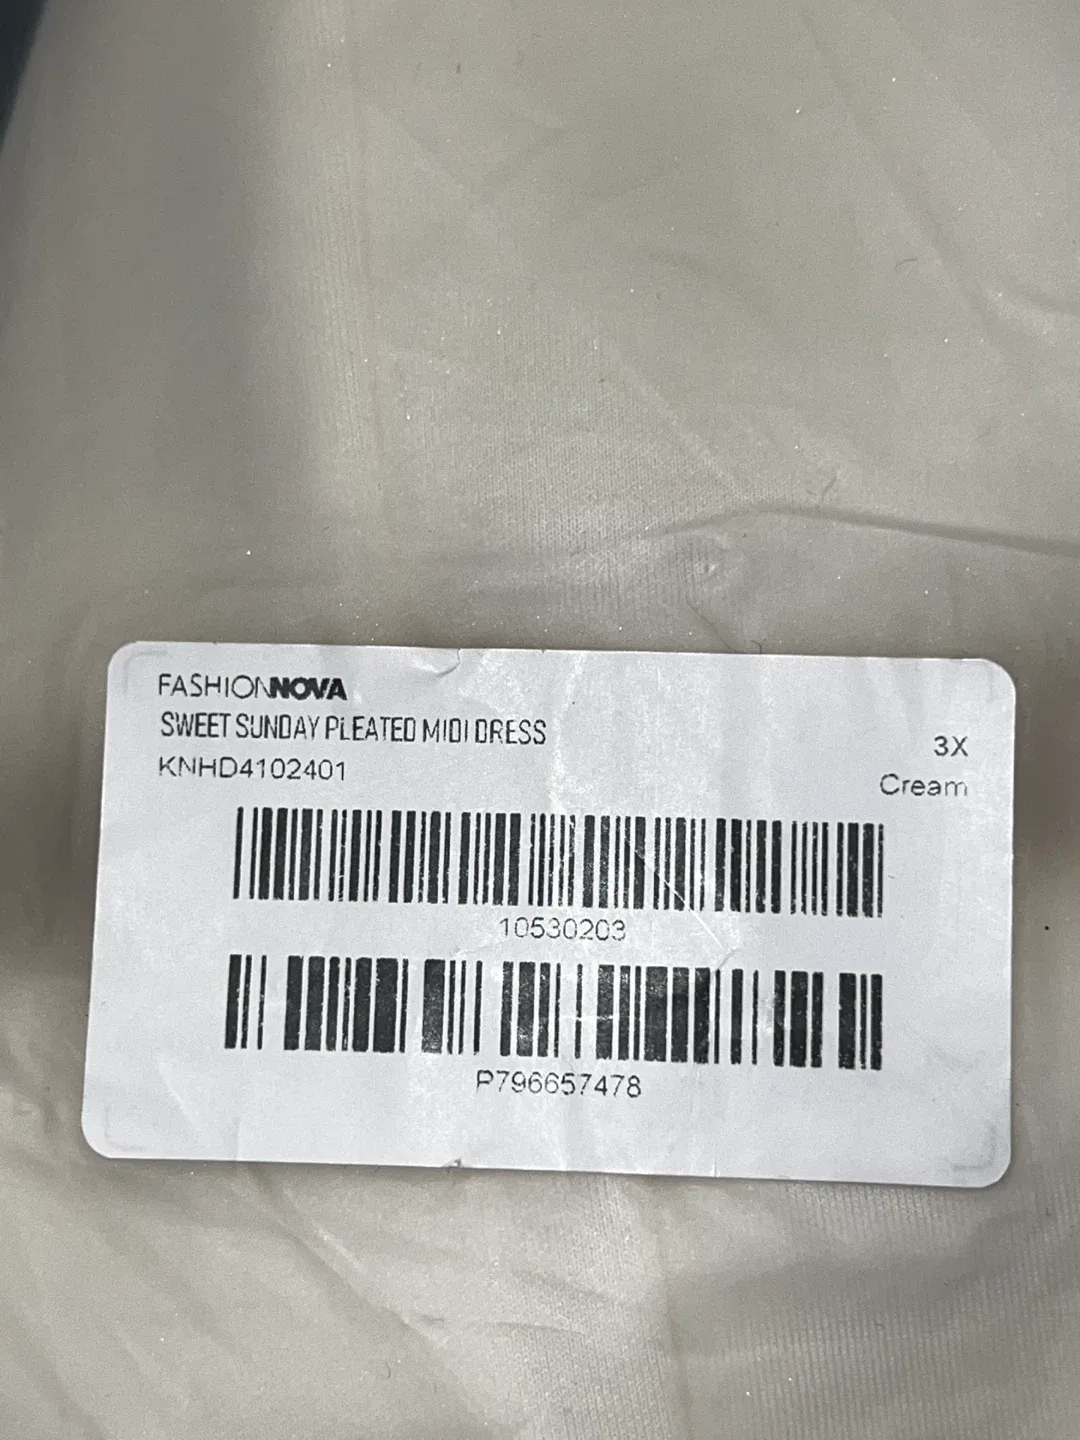 FASHIONNOVA
SWEET SUNDAY PLEATED MIDI DRESS
KNHD4102401
3X
Cream
10530203
P796657478